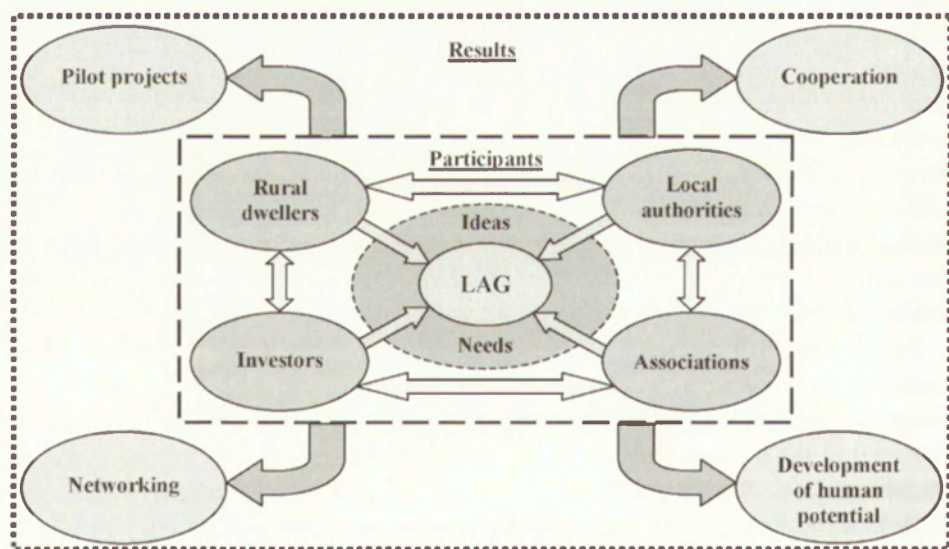 Results
Pilot projects
Cooperation
Participants
Rural
dwellers
Local
authorities
Ideas
LAG
Needs
Investors
Associations
Networking
Development
of human
potential